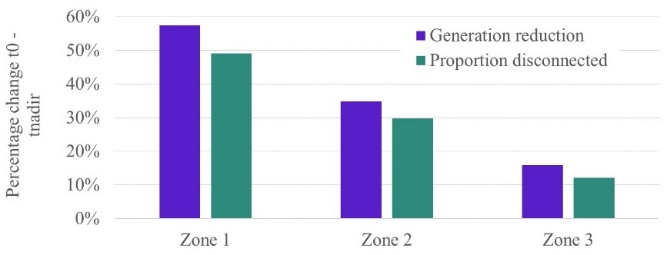 Percentage change t0 -
tnadir
60%
50%
40%
30%
20%
10%
0%
Generation reduction
Proportion disconnected
Zone 1
Zone 2
Zone 3